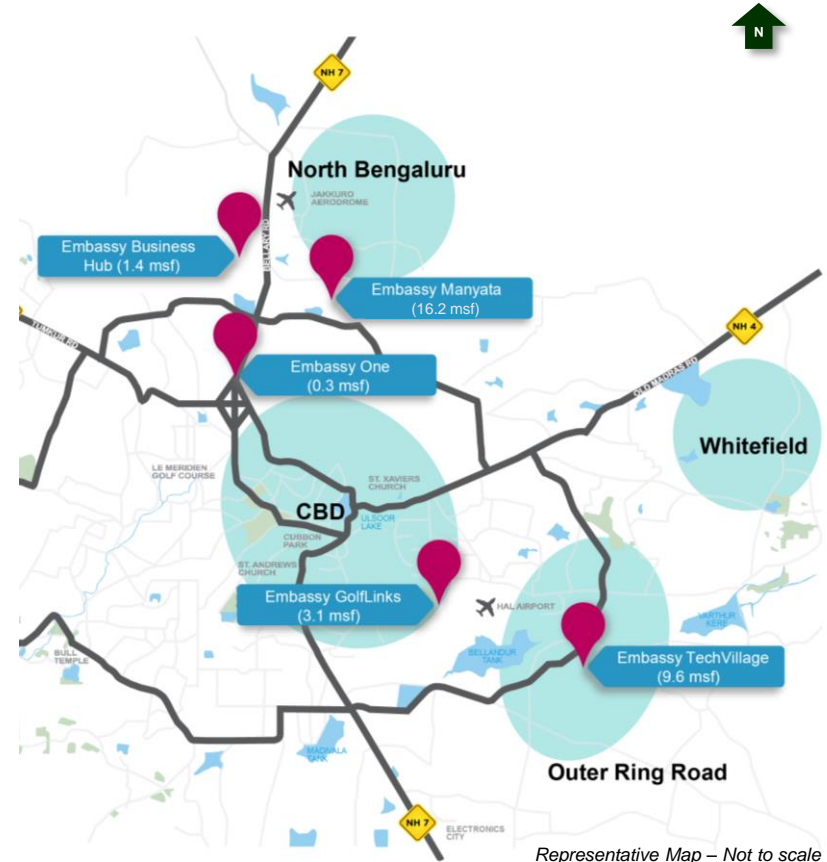 N
NH 7
North Bengaluru
JAKKURO
AERODROME
BELLARY RD
Embassy Business
Hub (1.4 msf)
Embassy Manyata
(16.2 msf)
TUMKUR RD
NH 4
Embassy One
(0.3 msf)
OLD MADRAS RD
Whitefield
LE MERIDIEN
GOLF COURSE
ST. XAVIERS
CHURCH
CBD
ULSOOR
LAKE
CUBBON
PARK
ST. ANDREWS
CHURCH
Embassy GolfLinks
(3.1 msf)
HAL AIRPORT
VARTHUR
KERE
BULL
TEMPLE
BELLANDUR
TANK
Embassy TechVillage
(9.6 msf)
MADIVALA
TANK
Outer Ring Road
NH 7
ELECTRONICS
CITY
Representative Map – Not to scale